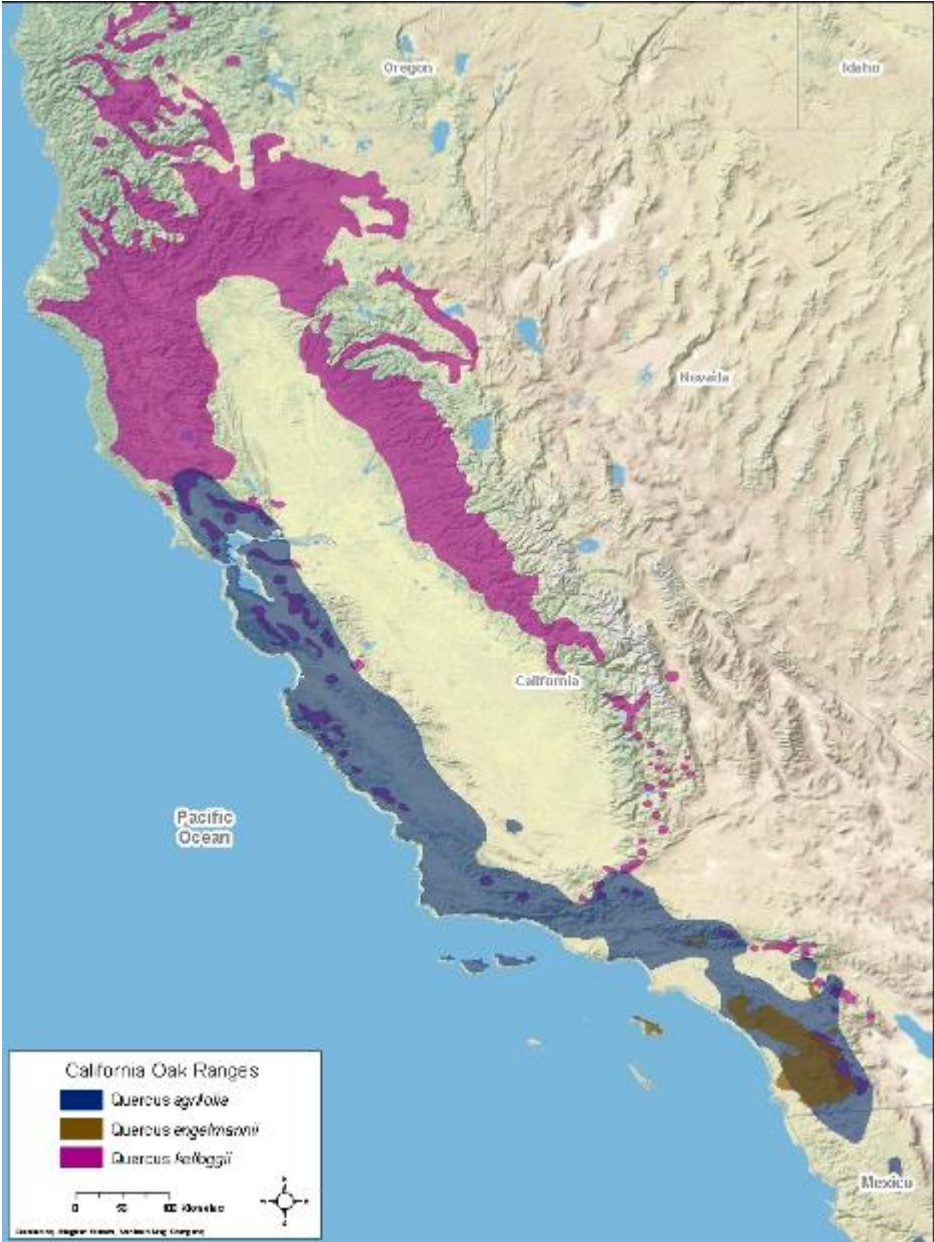 Oregon
Idaho
Nevada
California
Pacific
Ocean
Mexico
California Oak Ranges
Quercus agrifolia
Quercus engelmannii
Quercus kelloggii
0 50 100 Kilometers